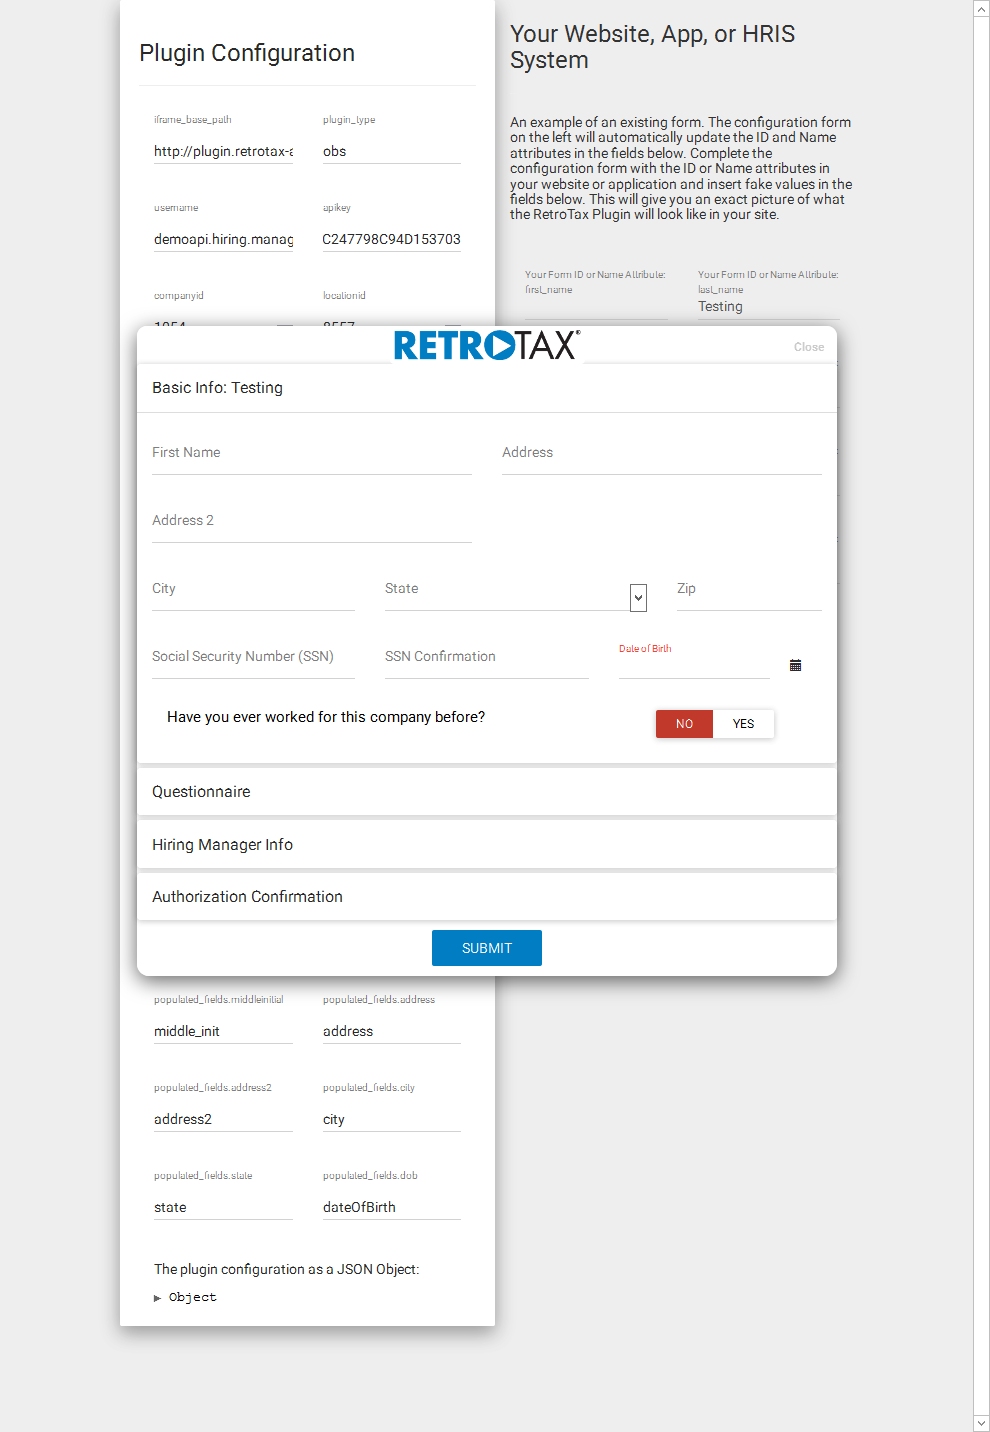 Plugin Configuration
iframe_base_path plugin_type
http://plugin.retrotax-a obs
username apikey
demoapi.hiring.manag C247798C94D153703
companyid locationid
Your Website, App, or HRIS
System
An example of an existing form. The configuration form
on the left will automatically update the ID and Name
attributes in the fields below. Complete the
configuration form with the ID or Name attributes in
your website or application and insert fake values in the
fields below. This will give you an exact picture of what
the RetroTax Plugin will look like in your site.
Your Form ID or Name Attribute: Your Form ID or Name Attribute:
first_name last_name
Testing
RETROTAX®
Close
Basic Info: Testing
First Name Address
Address 2
City State Zip
Social Security Number (SSN) SSN Confirmation Date of Birth
Have you ever worked for this company before? NO YES
Questionnaire
Hiring Manager Info
Authorization Confirmation
SUBMIT
populated_fields.middleinitial populated_fields.address
middle_init address
populated_fields.address2 populated_fields.city
address2 city
populated_fields.state populated_fields.dob
state dateOfBirth
The plugin configuration as a JSON Object:
▶ Object